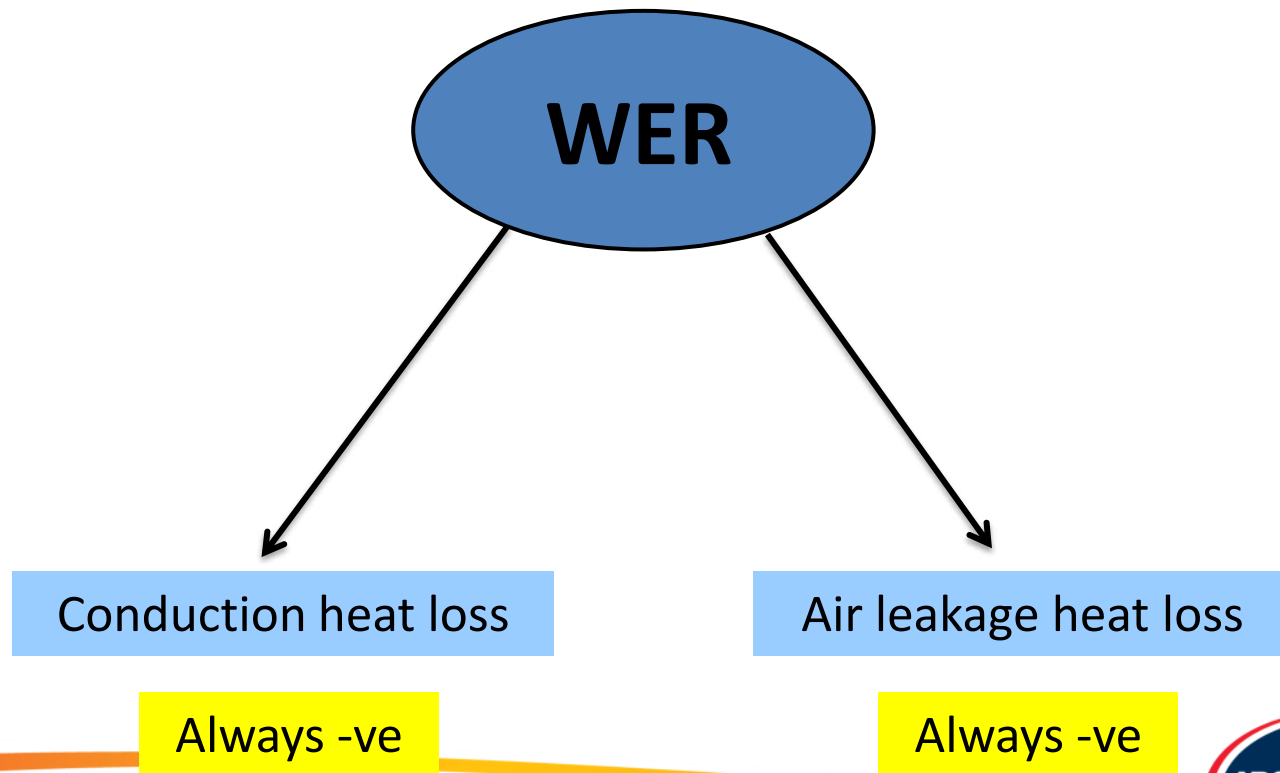 WER
Conduction heat loss
Air leakage heat loss
Always -ve
Always -ve